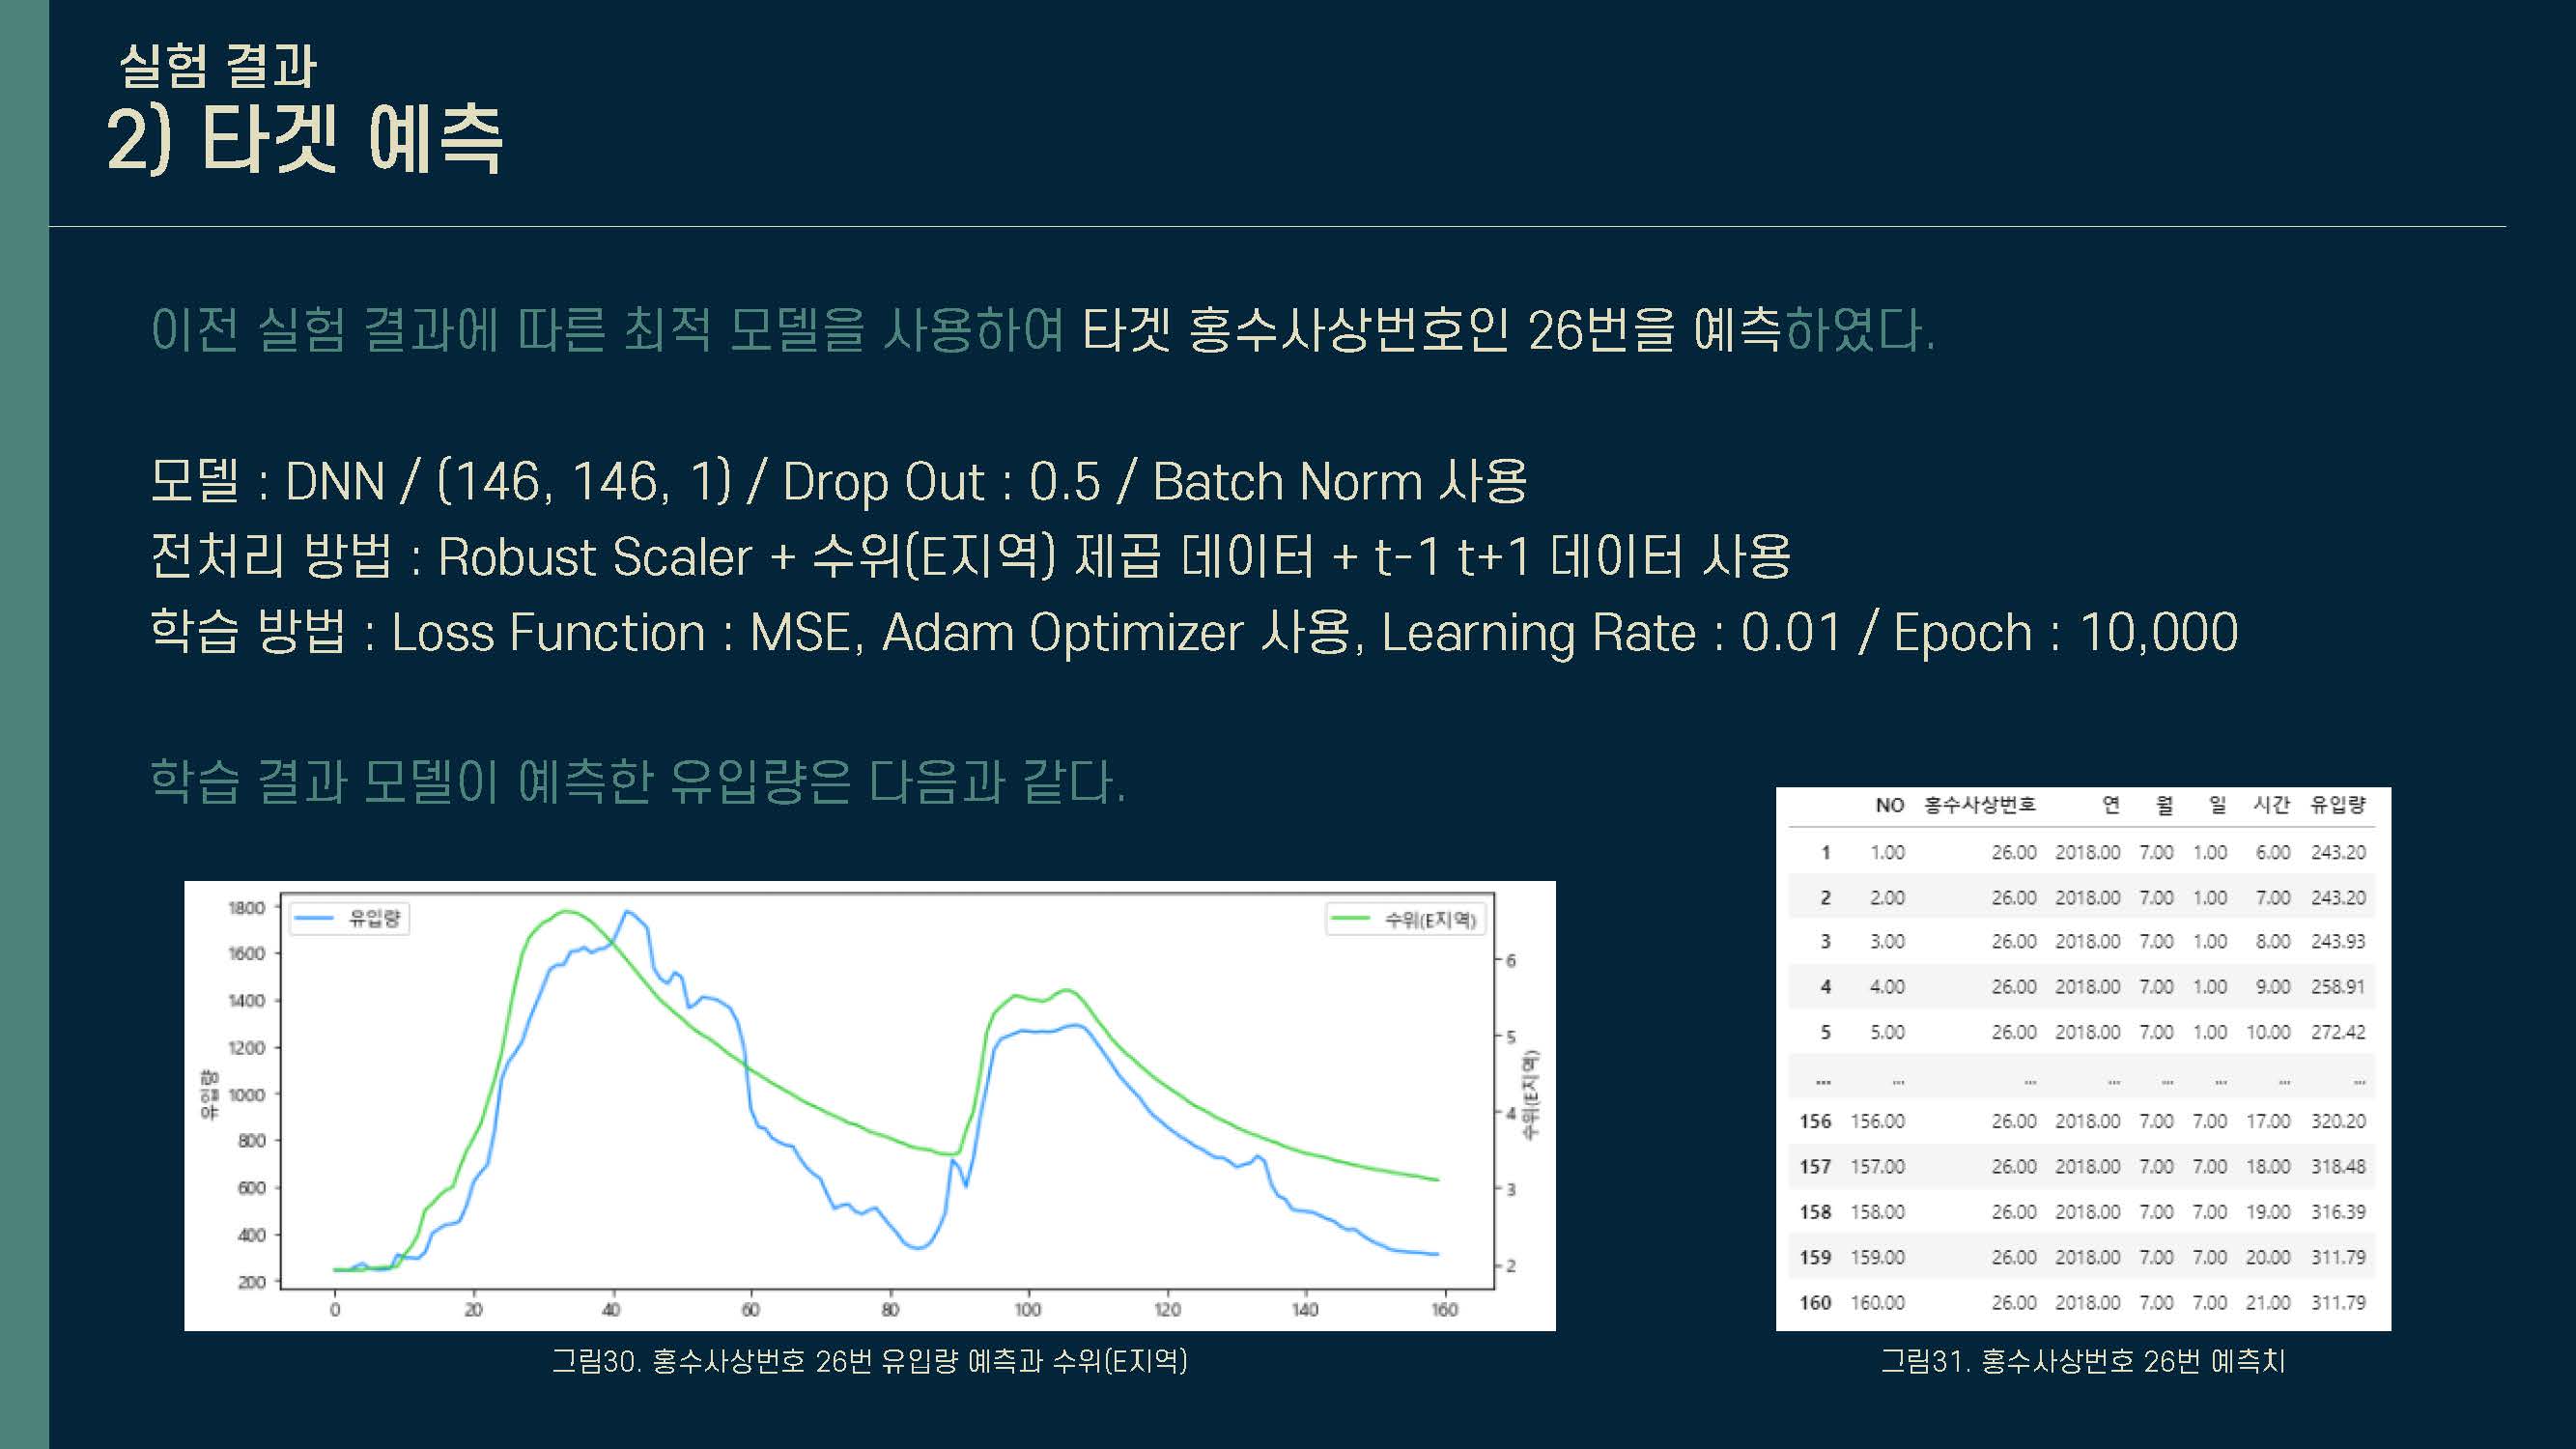 실험 결과
2) 타겟 예측
이전 실험 결과에 따른 최적 모델을 사용하여 타겟 홍수사상번호인 26번을 예측하였다.
모델 : DNN / (146, 146, 1) / Drop Out : 0.5 / Batch Norm 사용
전처리 방법 : Robust Scaler + 수위(E지역) 제곱 데이터 + t-1 t+1 데이터 사용
학습 방법 : Loss Function : MSE, Adam Optimizer 사용, Learning Rate : 0.01 / Epoch : 10,000
학습 결과 모델이 예측한 유입량은 다음과 같다.
유입량
수위(E지역)
1800
1600
1400
1200
1000
800
600
400
200
유입량
6
5
4
3
2
수위(E지역)
0 20 40 60 80 100 120 140 160
그림30. 홍수사상번호 26번 유입량 예측과 수위(E지역)
NO 홍수사상번호 연 월 일 시간 유입량
1 1.00 26.00 2018.00 7.00 1.00 6.00 243.20
2 2.00 26.00 2018.00 7.00 1.00 7.00 243.20
3 3.00 26.00 2018.00 7.00 1.00 8.00 243.93
4 4.00 26.00 2018.00 7.00 1.00 9.00 258.91
5 5.00 26.00 2018.00 7.00 1.00 10.00 272.42
... ... ... ... ... ... ... ...
156 156.00 26.00 2018.00 7.00 7.00 17.00 320.20
157 157.00 26.00 2018.00 7.00 7.00 18.00 318.48
158 158.00 26.00 2018.00 7.00 7.00 19.00 316.39
159 159.00 26.00 2018.00 7.00 7.00 20.00 311.79
160 160.00 26.00 2018.00 7.00 7.00 21.00 311.79
그림31. 홍수사상번호 26번 예측치